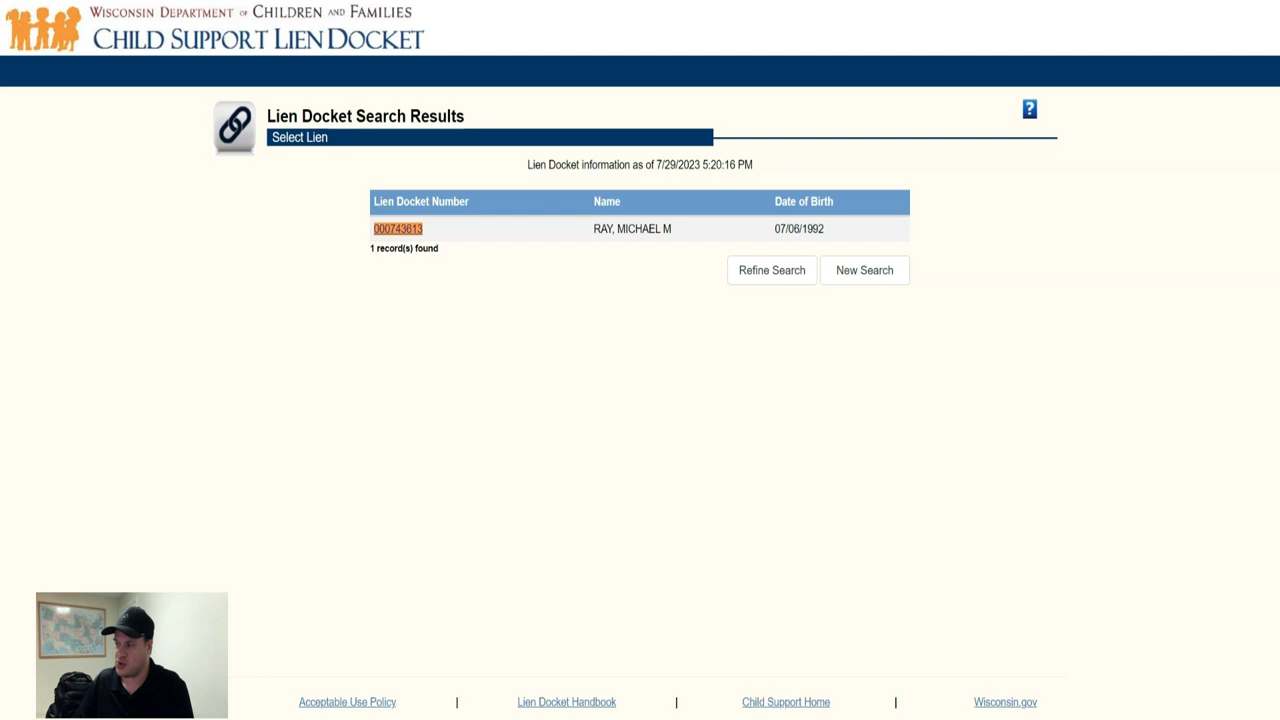 Wisconsin Department of Children and Families
Child Support Lien Docket
Lien Docket Search Results
?
Select Lien
Lien Docket information as of 7/29/2023 5:20:16 PM
Lien Docket Number Name Date of Birth
000743613 RAY, MICHAEL M 07/06/1992
1 record(s) found
Refine Search New Search
Acceptable Use Policy | Lien Docket Handbook | Child Support Home | Wisconsin.gov